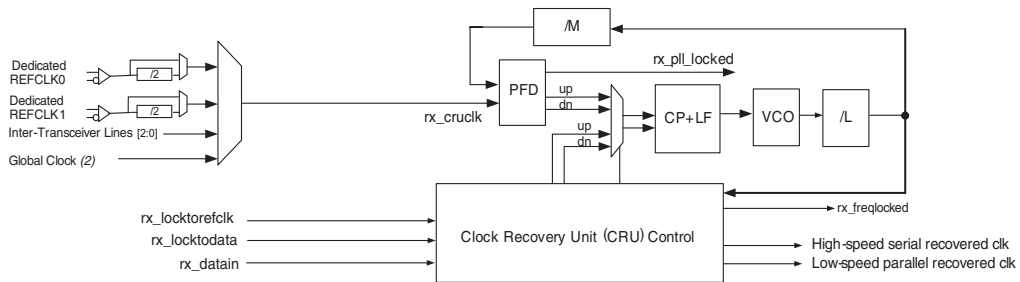 /M
Dedicated
REFCLK0
/2
Dedicated
REFCLK1
/2
Inter-Transceiver Lines [2:0]
Global Clock (2)
rx_cruclk
PFD
rx_pll_locked
up
dn
up
dn
CP+LF
VCO
/L
rx_locktorefclk
rx_locktodata
rx_datain
Clock Recovery Unit (CRU) Control
rx_freqlocked
High-speed serial recovered clk
Low-speed parallel recovered clk